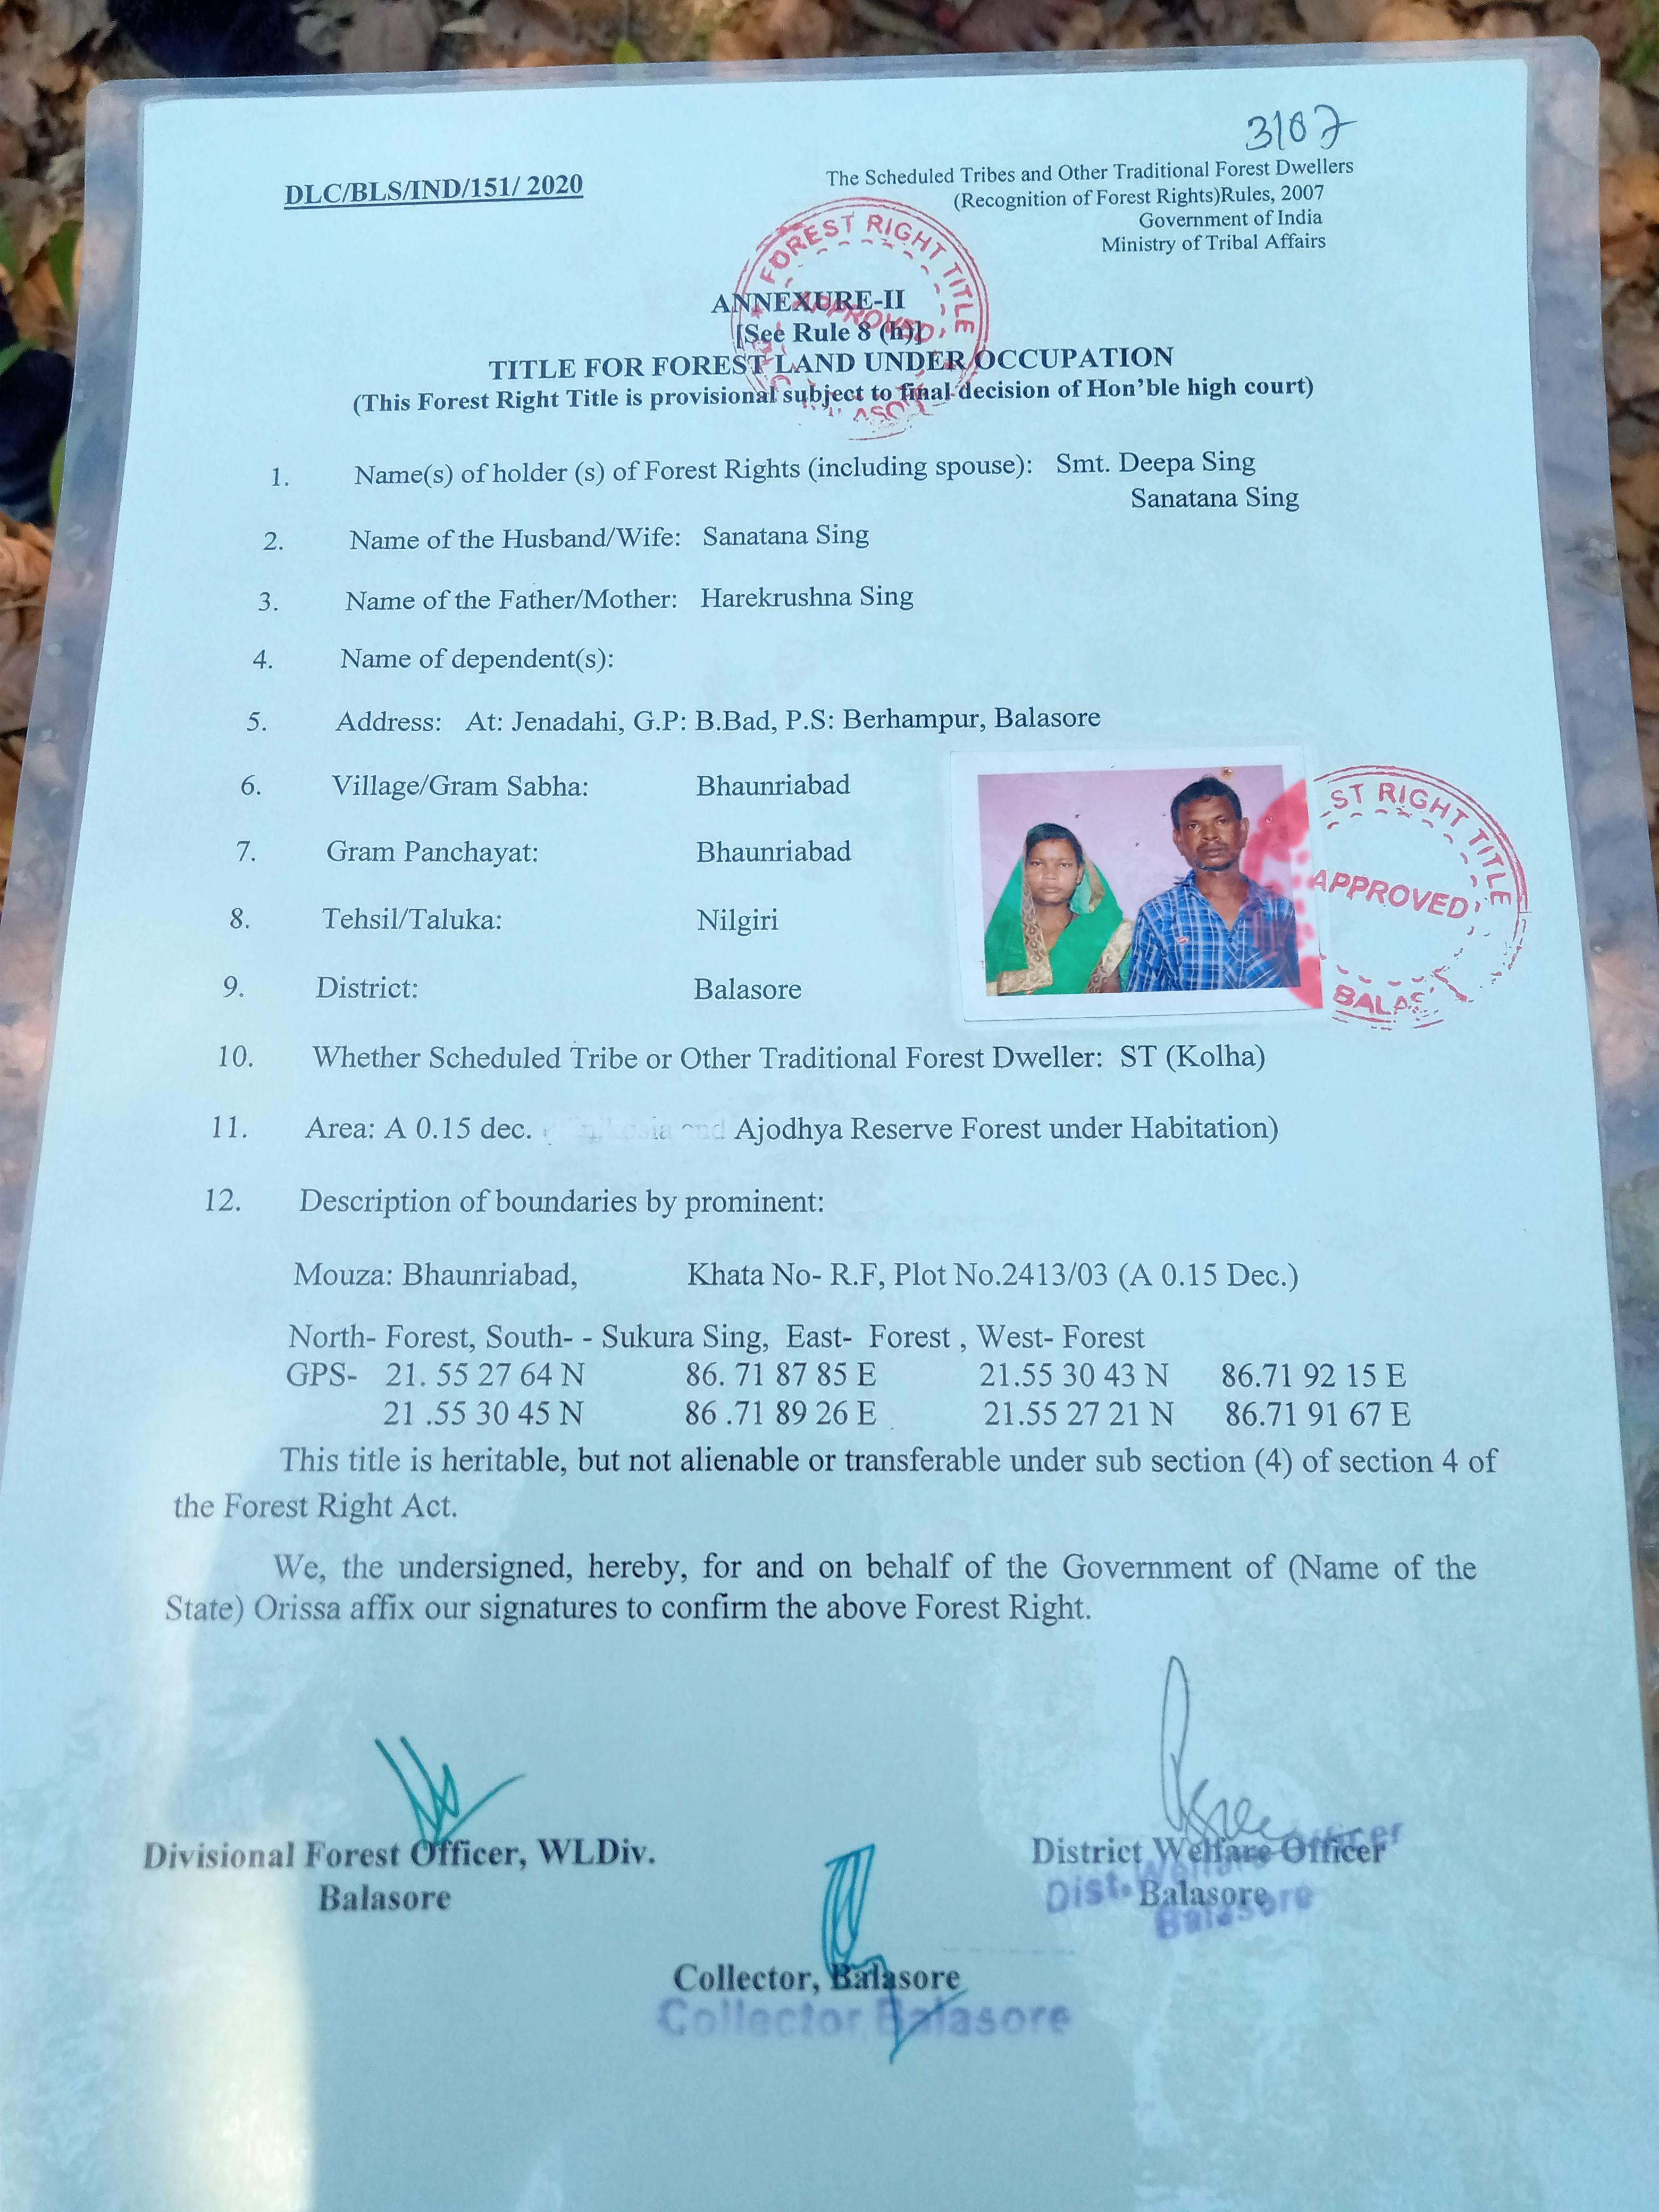 3107
DLC/BLS/IND/151/ 2020
The Scheduled Tribes and Other Traditional Forest Dwellers
(Recognition of Forest Rights)Rules, 2007
Government of India
Ministry of Tribal Affairs
FOREST RIGHT TITLE
APPROVED
ANNEXURE-II
[See Rule 8 (h)]
TITLE FOR FOREST LAND UNDER OCCUPATION
(This Forest Right Title is provisional subject to final decision of Hon'ble high court)
1. Name(s) of holder (s) of Forest Rights (including spouse): Smt. Deepa Sing
Sanatana Sing
2. Name of the Husband/Wife: Sanatana Sing
3. Name of the Father/Mother: Harekrushna Sing
4. Name of dependent(s):
5. Address: At: Jenadahi, G.P: B.Bad, P.S: Berhampur, Balasore
6. Village/Gram Sabha: Bhaunriabad
7. Gram Panchayat: Bhaunriabad
8. Tehsil/Taluka: Nilgiri
9. District: Balasore
ST RIGHT TITLE
APPROVED
BALAS
10. Whether Scheduled Tribe or Other Traditional Forest Dweller: ST (Kolha)
11. Area: A 0.15 dec. and Ajodhya Reserve Forest under Habitation)
12. Description of boundaries by prominent:
Mouza: Bhaunriabad, Khata No- R.F, Plot No.2413/03 (A 0.15 Dec.)
North- Forest, South- - Sukura Sing, East- Forest , West- Forest
GPS- 21. 55 27 64 N 86. 71 87 85 E 21.55 30 43 N 86.71 92 15 E
21 .55 30 45 N 86 .71 89 26 E 21.55 27 21 N 86.71 91 67 E
This title is heritable, but not alienable or transferable under sub section (4) of section 4 of
the Forest Right Act.
We, the undersigned, hereby, for and on behalf of the Government of (Name of the
State) Orissa affix our signatures to confirm the above Forest Right.
Divisional Forest Officer, WLDiv.
Balasore
District Welfare Officer
Balasore
Dist. Welfare Officer
Balasore
Collector, Balasore
Collector Balasore